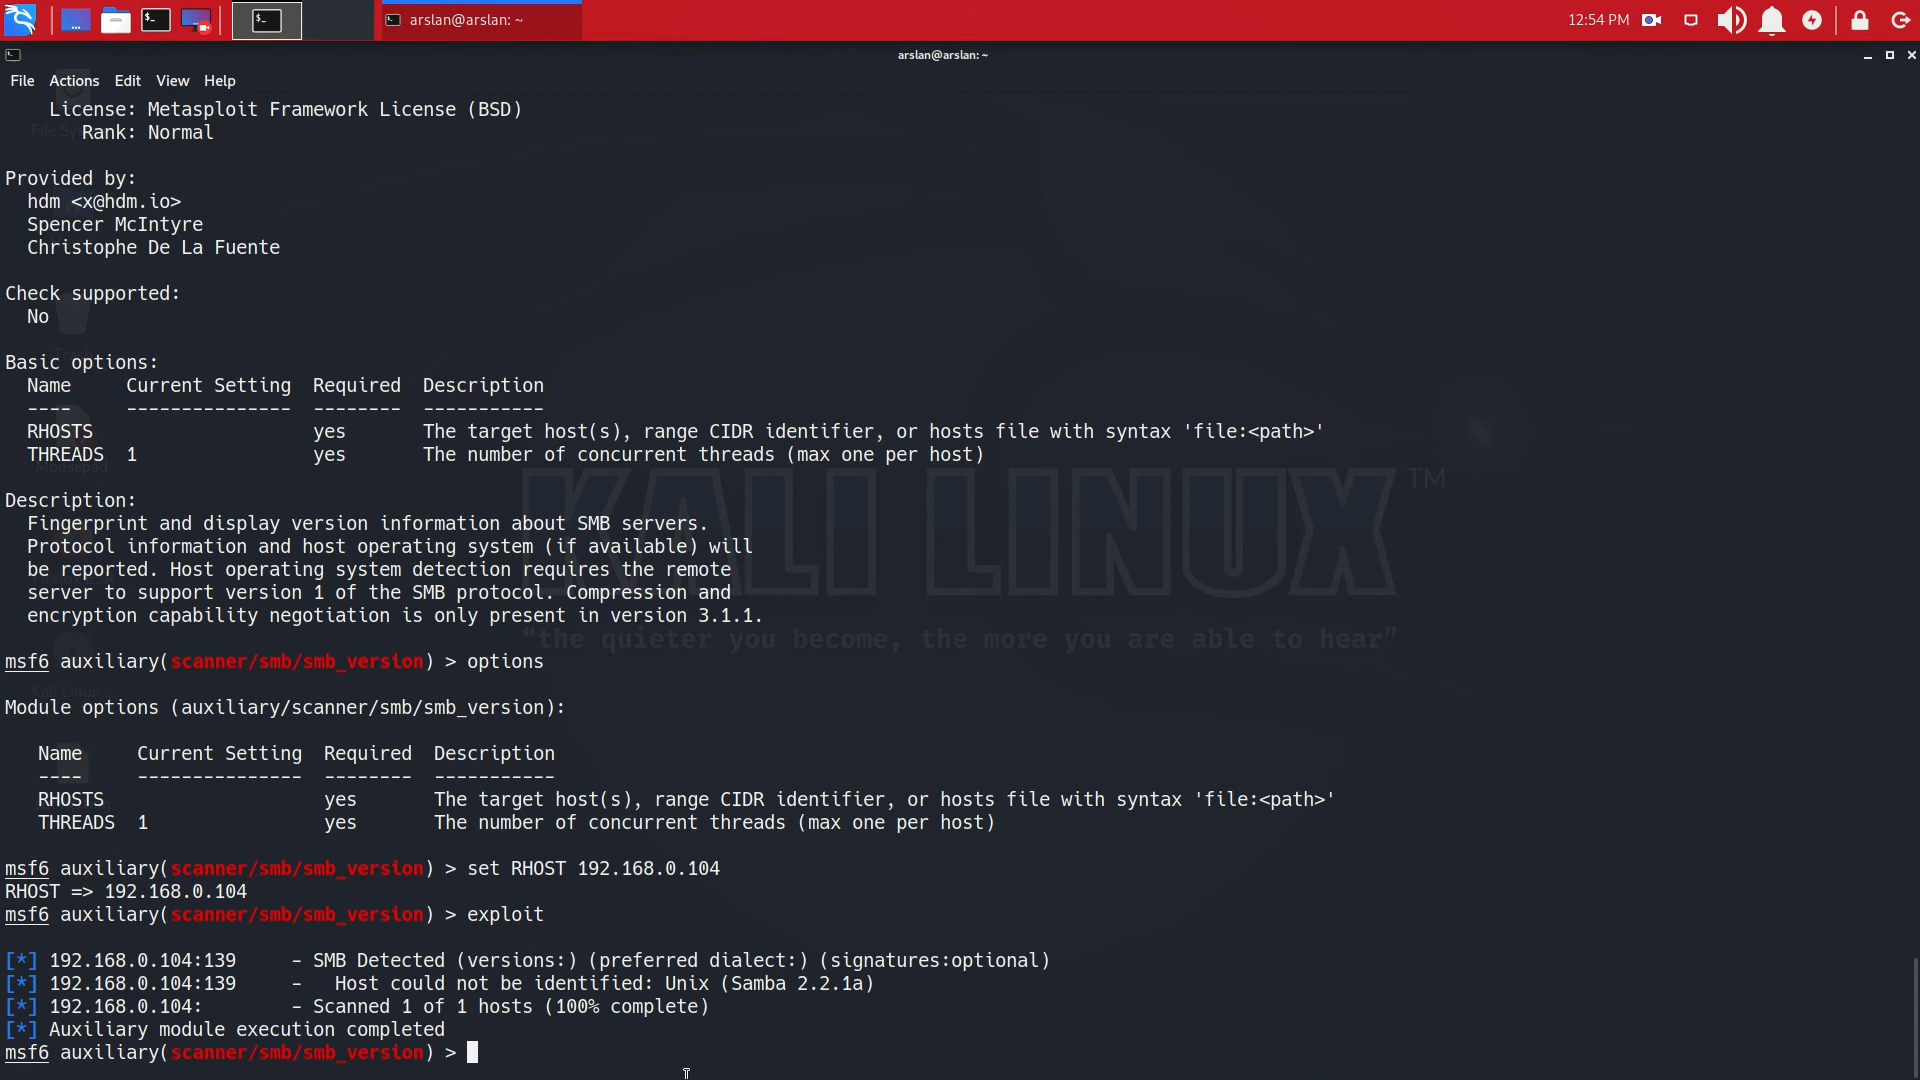 arslan@arslan: ~
12:54 PM
arslan@arslan: ~
File Actions Edit View Help
License: Metasploit Framework License (BSD)
Rank: Normal
Provided by:
hdm <x@hdm.io>
Spencer McIntyre
Christophe De La Fuente
Check supported:
No
Basic options:
Name Current Setting Required Description
---- --------------- -------- -----------
RHOSTS yes The target host(s), range CIDR identifier, or hosts file with syntax 'file:<path>'
THREADS 1 yes The number of concurrent threads (max one per host)
Mousepad
KALI LINUX TM
Description:
Fingerprint and display version information about SMB servers.
Protocol information and host operating system (if available) will
be reported. Host operating system detection requires the remote
server to support version 1 of the SMB protocol. Compression and
encryption capability negotiation is only present in version 3.1.1.
“the quieter you become, the more you are able to hear”
msf6 auxiliary(scanner/smb/smb_version) > options
Kali Linux ...
Module options (auxiliary/scanner/smb/smb_version):
Name Current Setting Required Description
---- --------------- -------- -----------
RHOSTS yes The target host(s), range CIDR identifier, or hosts file with syntax 'file:<path>'
THREADS 1 yes The number of concurrent threads (max one per host)
msf6 auxiliary(scanner/smb/smb_version) > set RHOST 192.168.0.104
RHOST => 192.168.0.104
msf6 auxiliary(scanner/smb/smb_version) > exploit
[*] 192.168.0.104:139 - SMB Detected (versions:) (preferred dialect:) (signatures:optional)
[*] 192.168.0.104:139 - Host could not be identified: Unix (Samba 2.2.1a)
[*] 192.168.0.104: - Scanned 1 of 1 hosts (100% complete)
[*] Auxiliary module execution completed
msf6 auxiliary(scanner/smb/smb_version) >